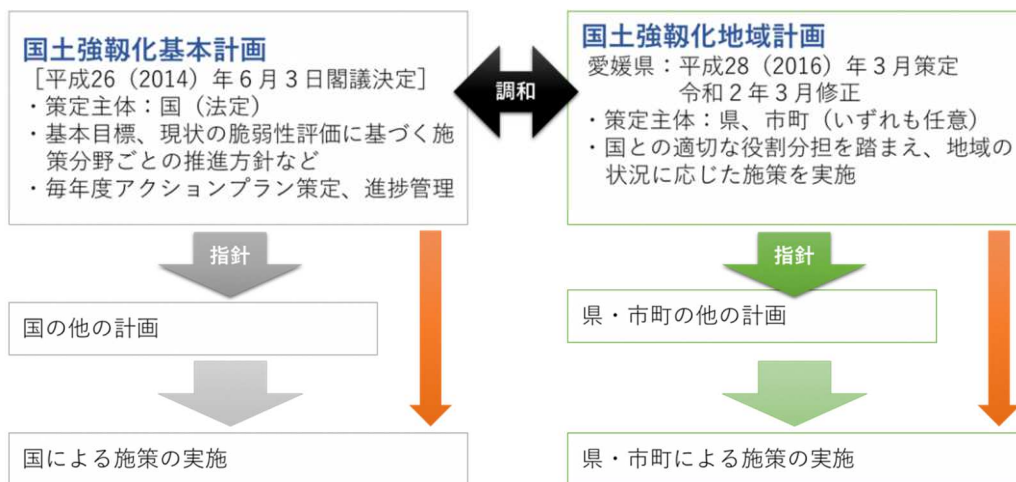 国土強靱化基本計画
［平成26（2014）年６月３日閣議決定］
・策定主体：国（法定）
・基本目標、現状の脆弱性評価に基づく施
策分野ごとの推進方針など
・毎年度アクションプラン策定、進捗管理
調和
国土強靱化地域計画
愛媛県：平成28（2016）年３月策定
令和２年３月修正
・策定主体：県、市町（いずれも任意）
・国との適切な役割分担を踏まえ、地域の
状況に応じた施策を実施
指針
指針
国の他の計画
県・市町の他の計画
国による施策の実施
県・市町による施策の実施